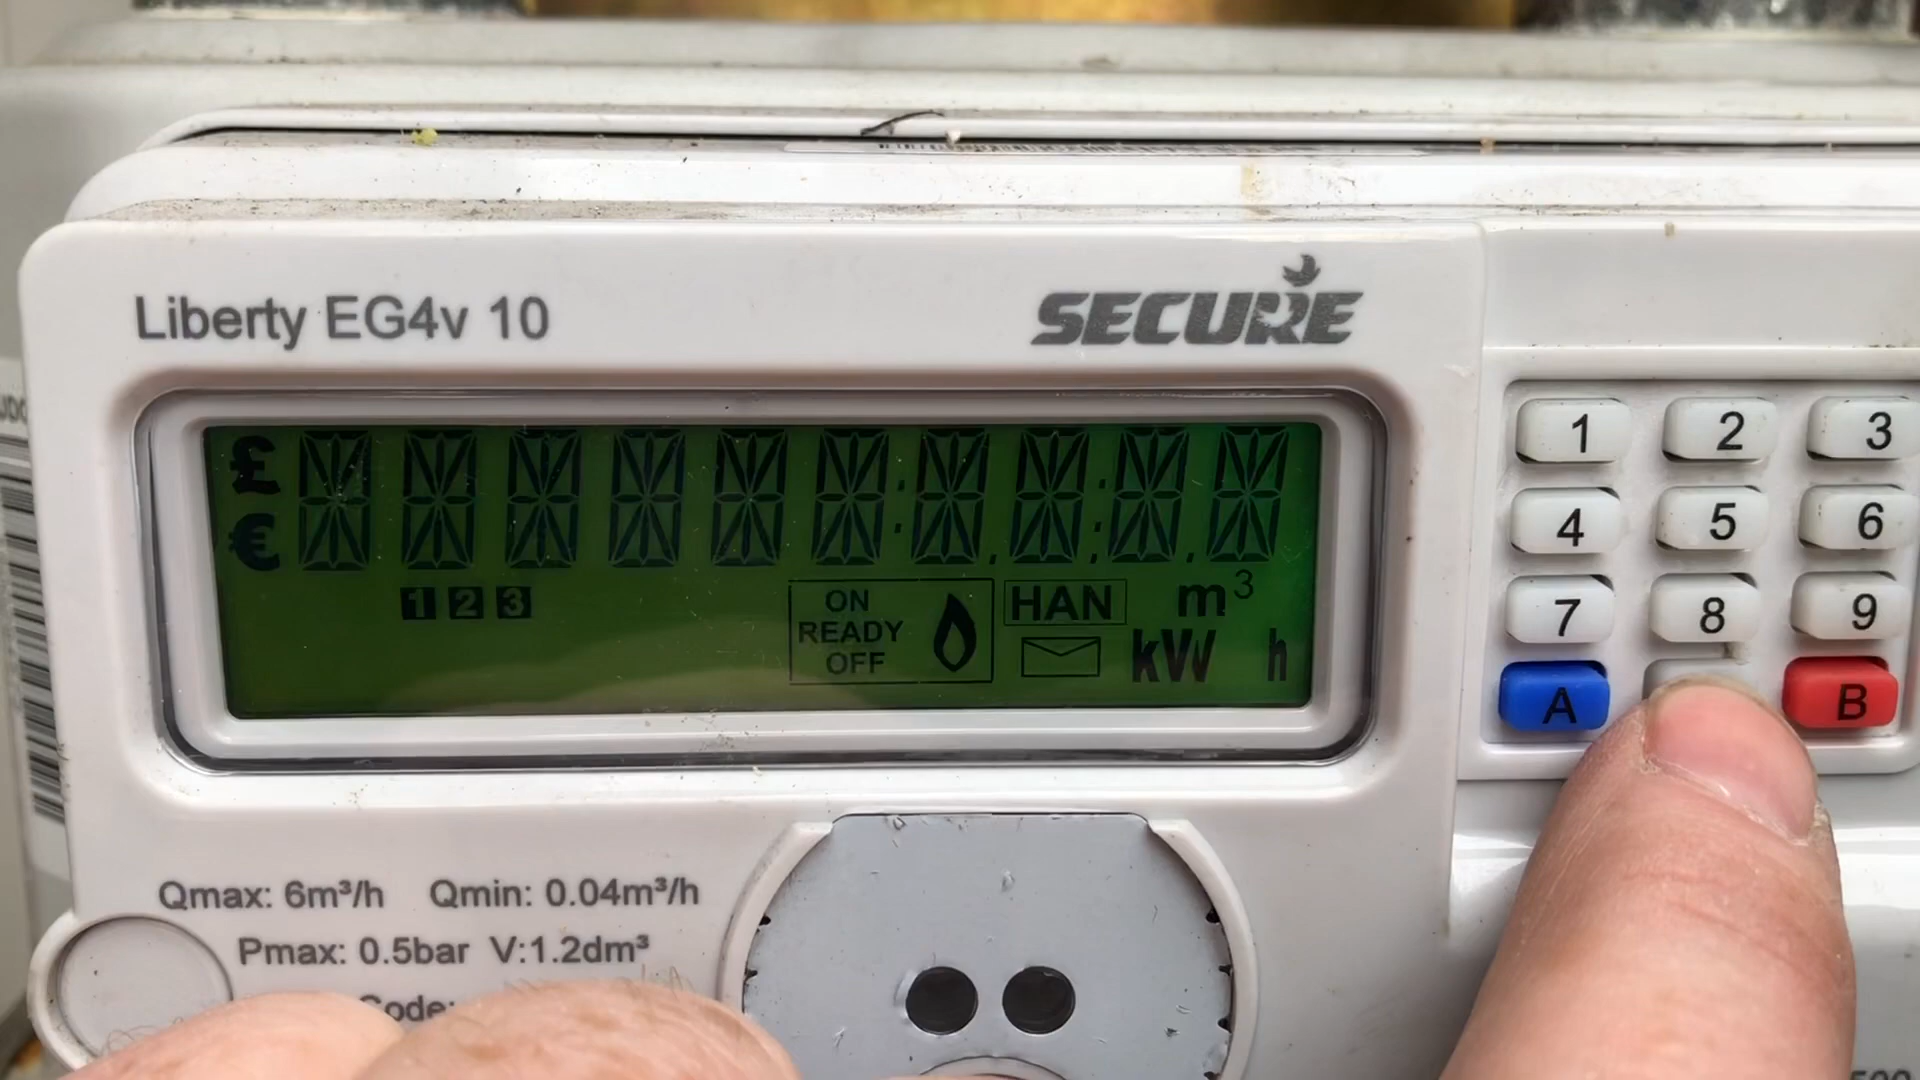 Liberty EG4v 10
SECURE
£
€
1 2 3
ON
READY
OFF
HAN
m³
kW h
1 2 3
4 5 6
7 8 9
A B
Qmax: 6m³/h Qmin: 0.04m³/h
Pmax: 0.5bar V:1.2dm³
Code: